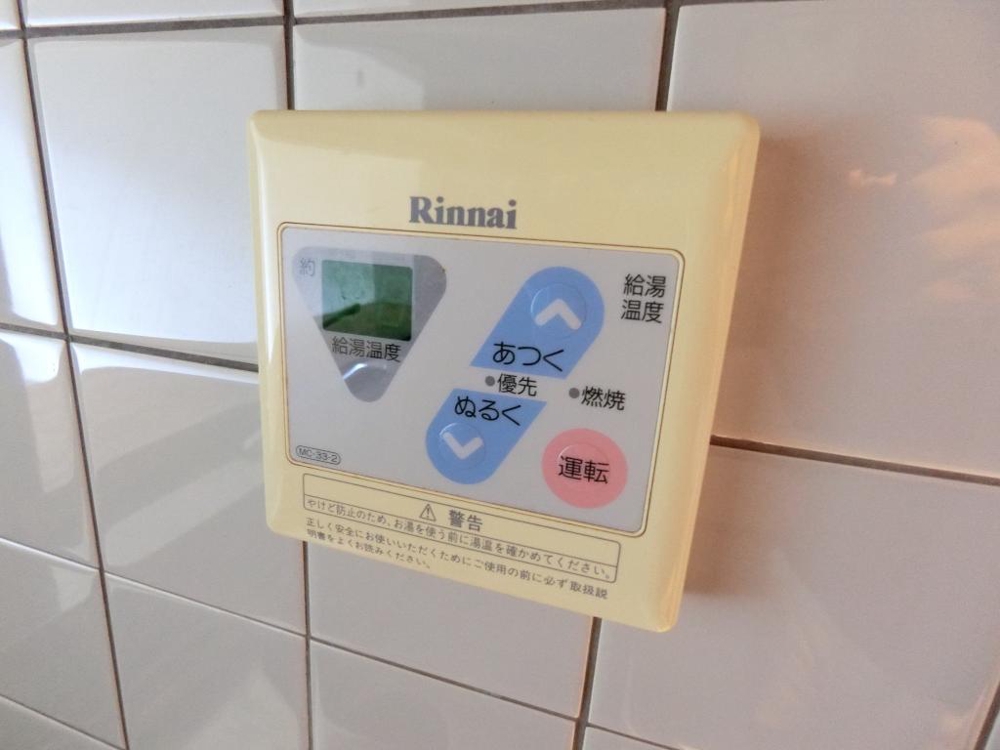 Rinnai
約
給湯温度
給湯
温度
あつく
優先
燃焼
ぬるく
運転
MC-33-2
警告
やけど防止のため、お湯を使う前に湯温を確かめてください。
正しく安全にお使いいただくためにご使用の前に必ず取扱説
明書をよくお読みください。